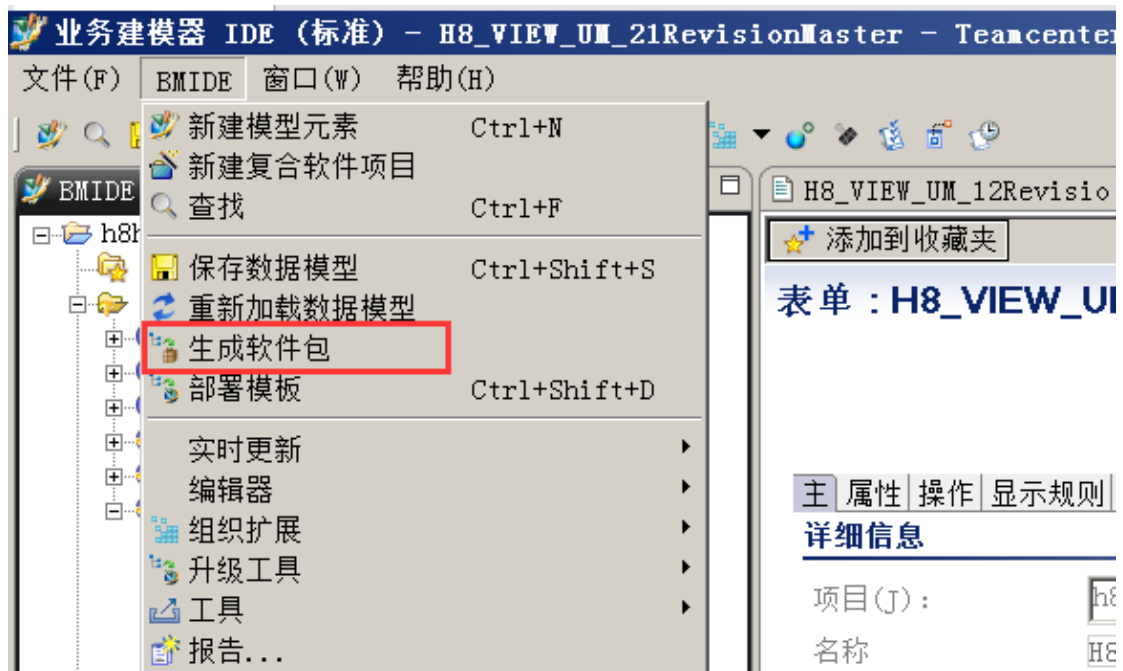 业务建模器 IDE (标准) - H8_VIEW_UM_21RevisionMaster - Teamcenter
文件(F) BMIDE 窗口(W) 帮助(H)
新建模型元素 Ctrl+N
新建复合软件项目
BMIDE
查找 Ctrl+F
H8_VIEW_UM_12Revisio
h8h
添加到收藏夹
保存数据模型 Ctrl+Shift+S
重新加载数据模型
表单 : H8_VIEW_U
生成软件包
部署模板 Ctrl+Shift+D
实时更新
编辑器
主 属性 操作 显示规则
组织扩展
详细信息
升级工具
项目(J): h8
工具
报告...
名称 H8